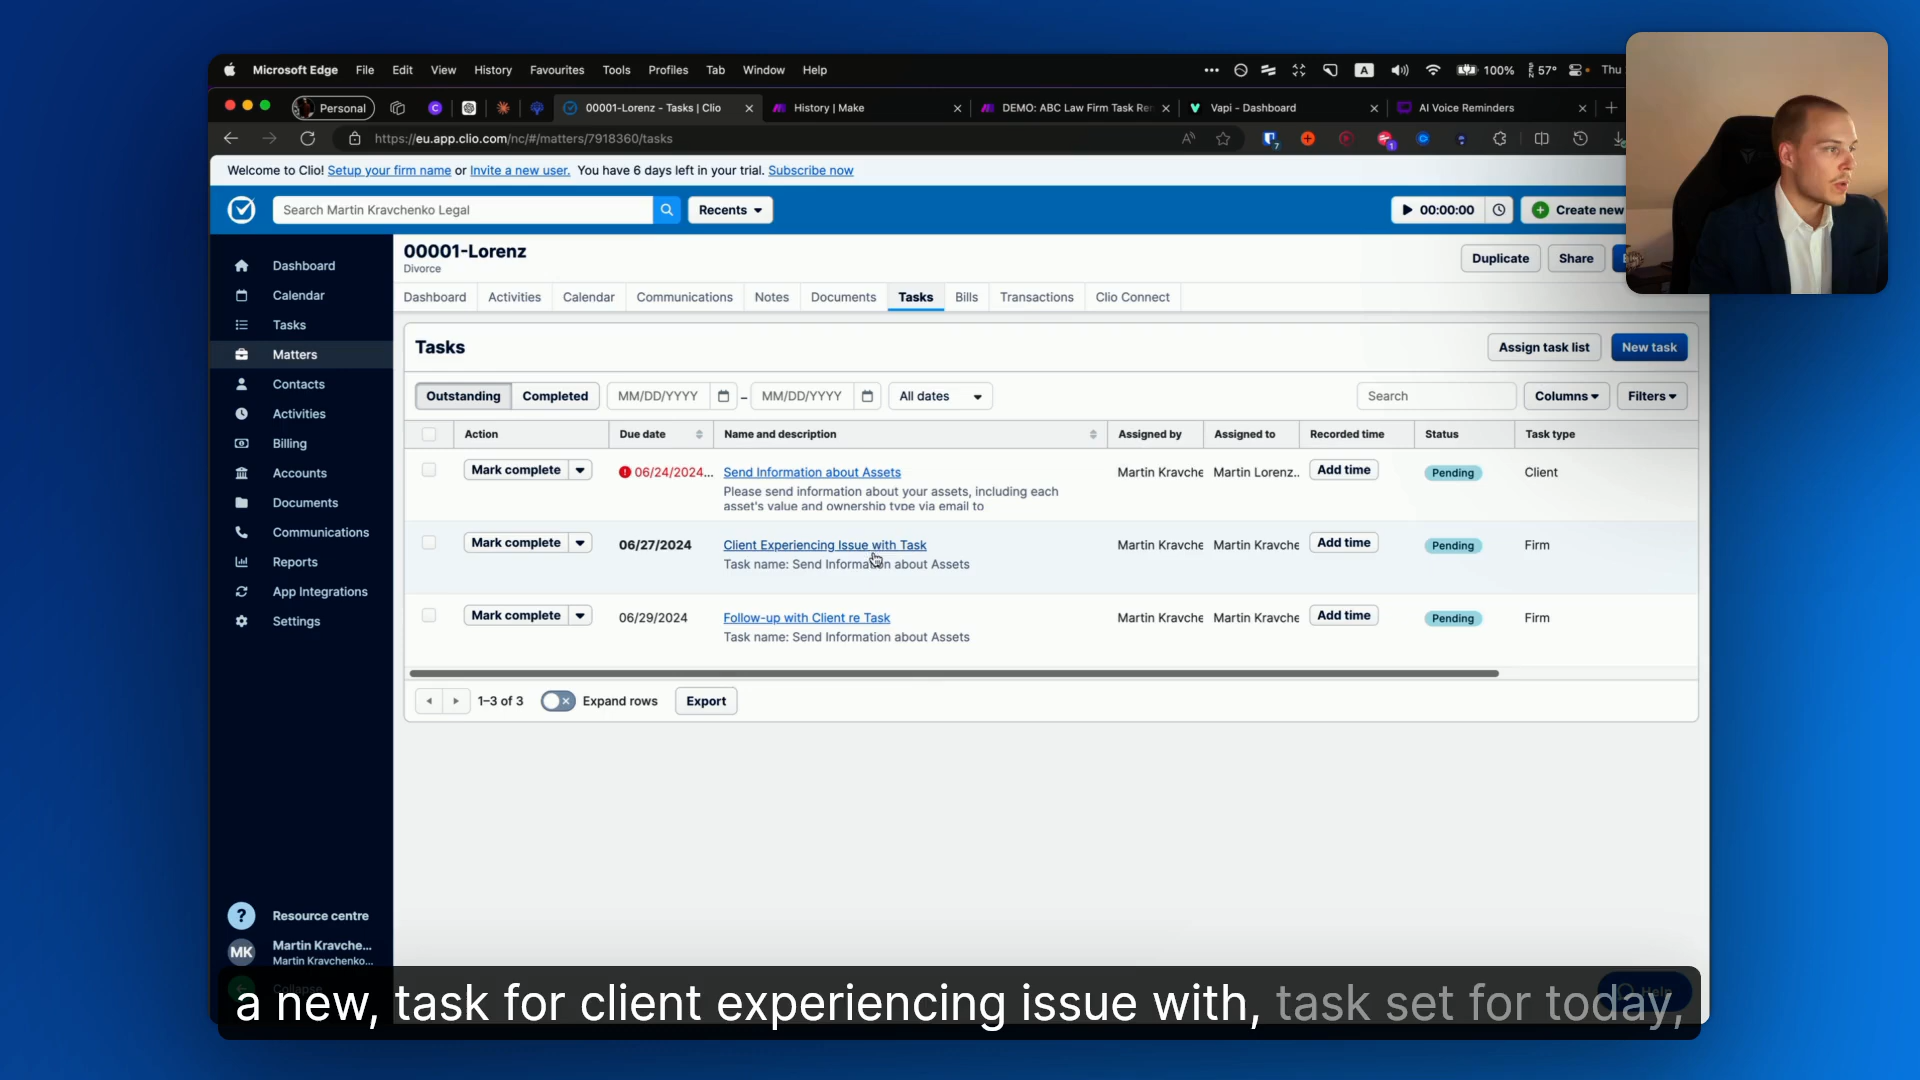 Microsoft Edge File Edit View History Favourites Tools Profiles Tab Window Help
A 100% 57° Thu
Personal 00001-Lorenz - Tasks | Clio History | Make DEMO: ABC Law Firm Task Re Vapi - Dashboard AI Voice Reminders
https://eu.app.clio.com/nc/#/matters/7918360/tasks
Welcome to Clio! Setup your firm name or Invite a new user. You have 6 days left in your trial. Subscribe now
Search Martin Kravchenko Legal Recents 00:00:00 Create new
00001-Lorenz
Divorce
Duplicate Share
Dashboard Activities Calendar Communications Notes Documents Tasks Bills Transactions Clio Connect
Dashboard
Calendar
Tasks
Matters
Contacts
Activities
Billing
Accounts
Documents
Communications
Reports
App Integrations
Settings
Resource centre
MK Martin Kravche...
Martin Kravchenko...
Tasks Assign task list New task
Outstanding Completed MM/DD/YYYY – MM/DD/YYYY All dates Search Columns Filters
Action Due date Name and description Assigned by Assigned to Recorded time Status Task type
Mark complete 06/24/2024... Send Information about Assets Martin Kravche Martin Lorenz.. Add time Pending Client
Please send information about your assets, including each
asset's value and ownership type via email to
Mark complete 06/27/2024 Client Experiencing Issue with Task Martin Kravche Martin Kravche Add time Pending Firm
Task name: Send Information about Assets
Mark complete 06/29/2024 Follow-up with Client re Task Martin Kravche Martin Kravche Add time Pending Firm
Task name: Send Information about Assets
1–3 of 3 Expand rows Export
Collapse
Help
a new, task for client experiencing issue with, task set for today,